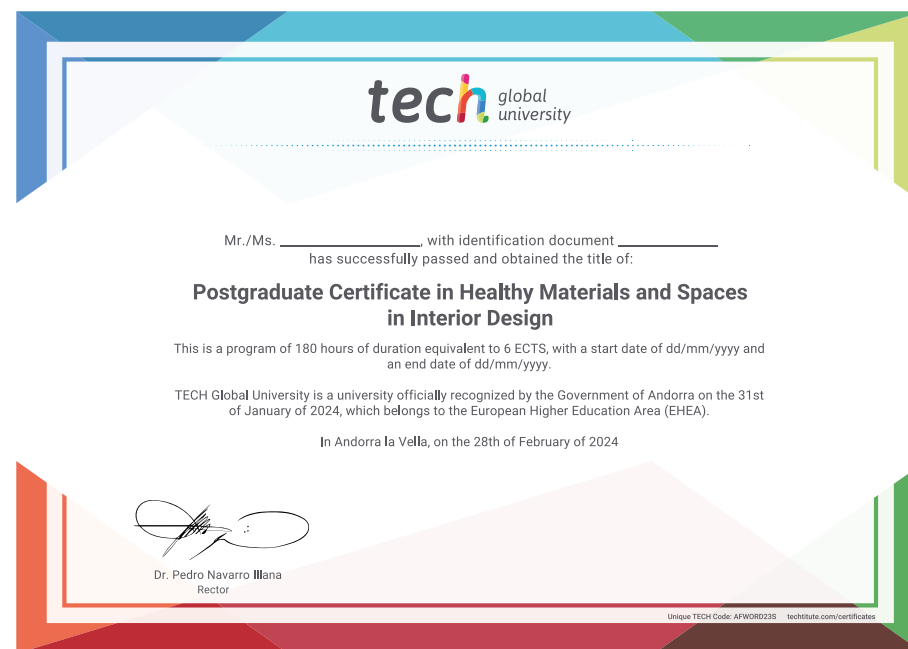 tech global university
Mr./Ms. ____________, with identification document ____________
has successfully passed and obtained the title of:
Postgraduate Certificate in Healthy Materials and Spaces
in Interior Design
This is a program of 180 hours of duration equivalent to 6 ECTS, with a start date of dd/mm/yyyy and
an end date of dd/mm/yyyy.
TECH Global University is a university officially recognized by the Government of Andorra on the 31st
of January of 2024, which belongs to the European Higher Education Area (EHEA).
In Andorra la Vella, on the 28th of February of 2024
Dr. Pedro Navarro Illana
Rector
Unique TECH Code: AFWORD23S techtitute.com/certificates